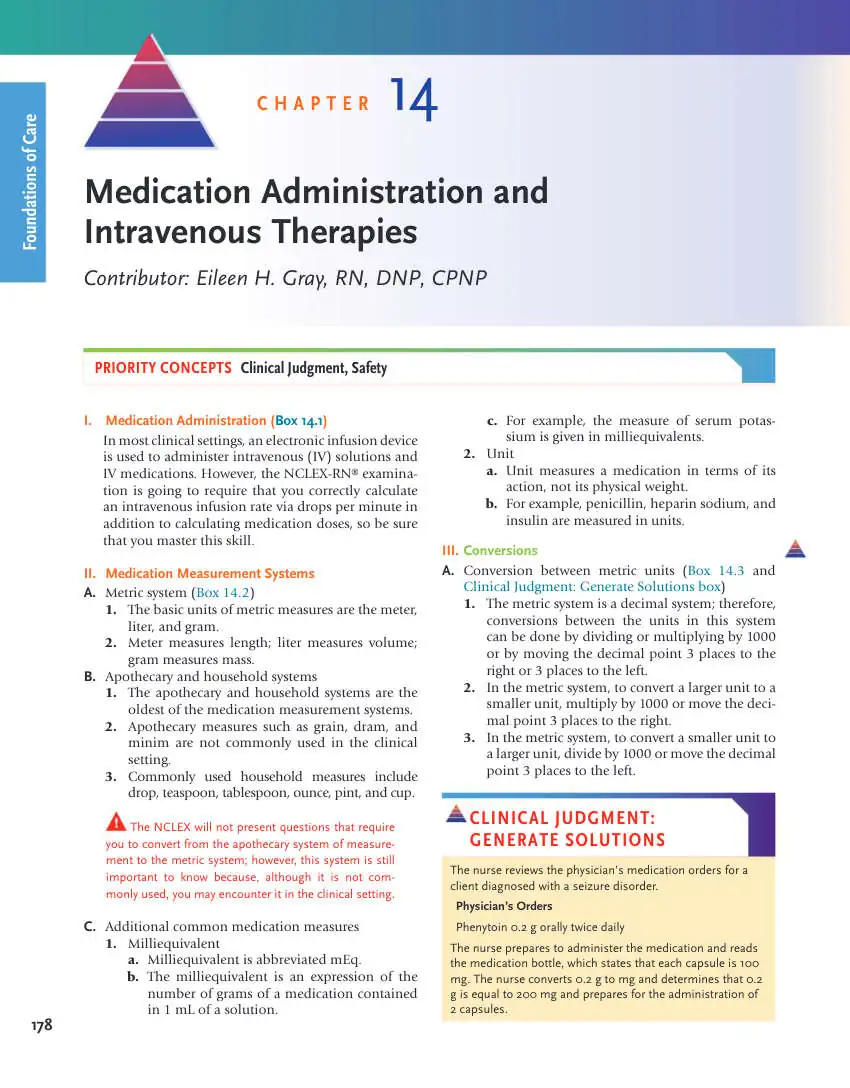 Foundations of Care
CHAPTER 14
Medication Administration and
Intravenous Therapies
Contributor: Eileen H. Gray, RN, DNP, CPNP
PRIORITY CONCEPTS Clinical Judgment, Safety
I. Medication Administration (Box 14.1)
In most clinical settings, an electronic infusion device
is used to administer intravenous (IV) solutions and
IV medications. However, the NCLEX-RN® examina-
tion is going to require that you correctly calculate
an intravenous infusion rate via drops per minute in
addition to calculating medication doses, so be sure
that you master this skill.
II. Medication Measurement Systems
A. Metric system (Box 14.2)
1. The basic units of metric measures are the meter,
liter, and gram.
2. Meter measures length; liter measures volume;
gram measures mass.
B. Apothecary and household systems
1. The apothecary and household systems are the
oldest of the medication measurement systems.
2. Apothecary measures such as grain, dram, and
minim are not commonly used in the clinical
setting.
3. Commonly used household measures include
drop, teaspoon, tablespoon, ounce, pint, and cup.
The NCLEX will not present questions that require
you to convert from the apothecary system of measure-
ment to the metric system; however, this system is still
important to know because, although it is not com-
monly used, you may encounter it in the clinical setting.
C. Additional common medication measures
1. Milliequivalent
a. Milliequivalent is abbreviated mEq.
b. The milliequivalent is an expression of the
number of grams of a medication contained
in 1 mL of a solution.
c. For example, the measure of serum potas-
sium is given in milliequivalents.
2. Unit
a. Unit measures a medication in terms of its
action, not its physical weight.
b. For example, penicillin, heparin sodium, and
insulin are measured in units.
III. Conversions
A. Conversion between metric units (Box 14.3 and
Clinical Judgment: Generate Solutions box)
1. The metric system is a decimal system; therefore,
conversions between the units in this system
can be done by dividing or multiplying by 1000
or by moving the decimal point 3 places to the
right or 3 places to the left.
2. In the metric system, to convert a larger unit to a
smaller unit, multiply by 1000 or move the deci-
mal point 3 places to the right.
3. In the metric system, to convert a smaller unit to
a larger unit, divide by 1000 or move the decimal
point 3 places to the left.
CLINICAL JUDGMENT:
GENERATE SOLUTIONS
The nurse reviews the physician's medication orders for a
client diagnosed with a seizure disorder.
Physician's Orders
Phenytoin 0.2 g orally twice daily
The nurse prepares to administer the medication and reads
the medication bottle, which states that each capsule is 100
mg. The nurse converts 0.2 g to mg and determines that 0.2
g is equal to 200 mg and prepares for the administration of
2 capsules.
178